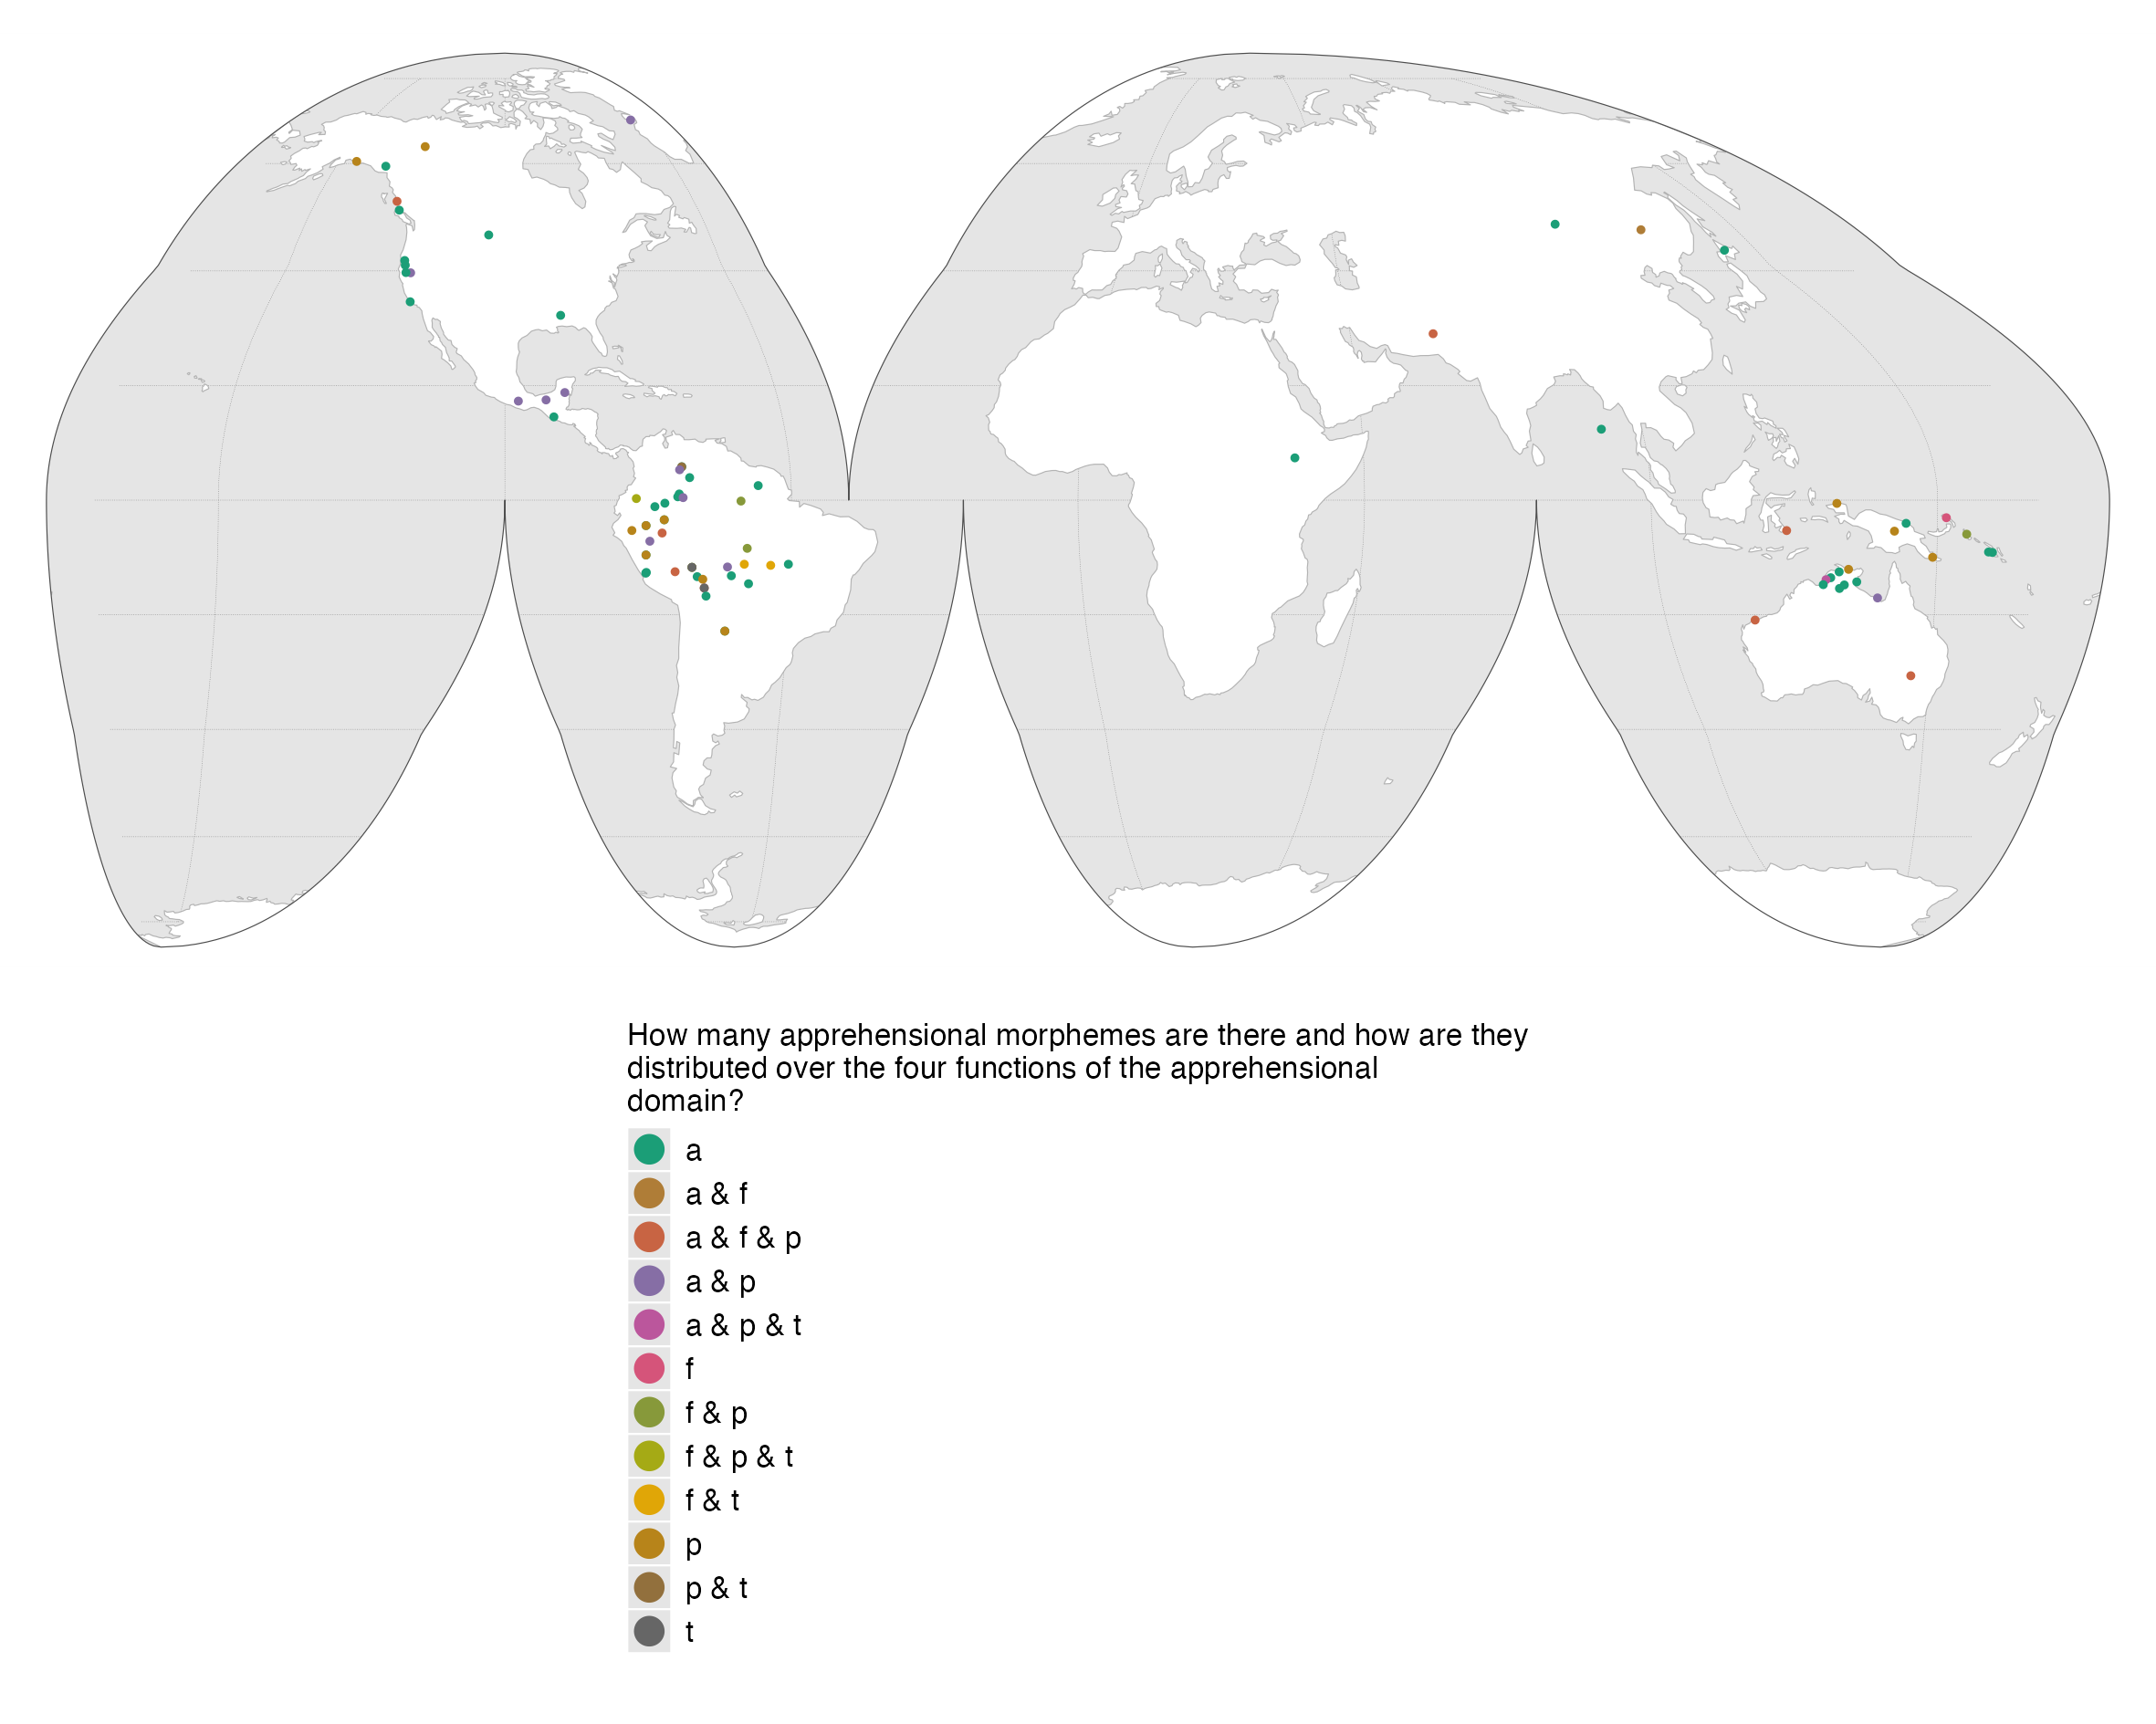 How many apprehensional morphemes are there and how are they
distributed over the four functions of the apprehensional
domain?
a
a & f
a & f & p
a & p
a & p & t
f
f & p
f & p & t
f & t
p
p & t
t